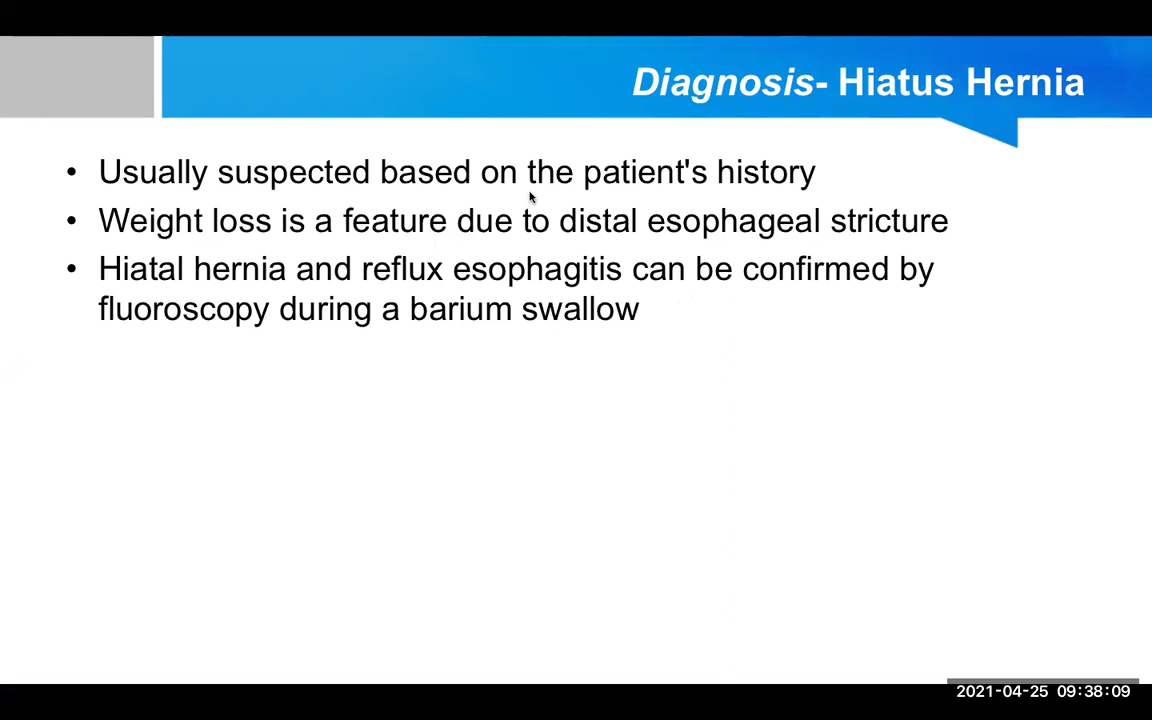 Diagnosis- Hiatus Hernia
• Usually suspected based on the patient's history
• Weight loss is a feature due to distal esophageal stricture
• Hiatal hernia and reflux esophagitis can be confirmed by
fluoroscopy during a barium swallow
2021-04-25 09:38:09